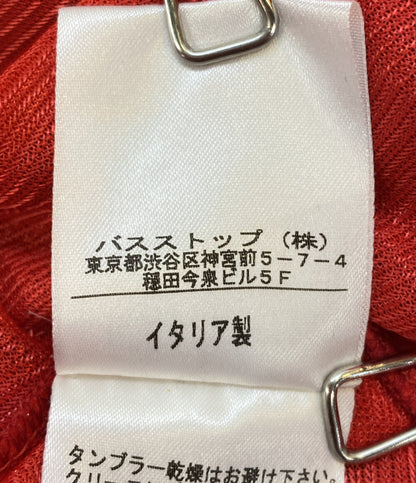 バスストップ（株）
東京都渋谷区神宮前５－７－４
穏田今泉ビル５Ｆ
イタリア製
タンブラー乾燥はお避け下さい。